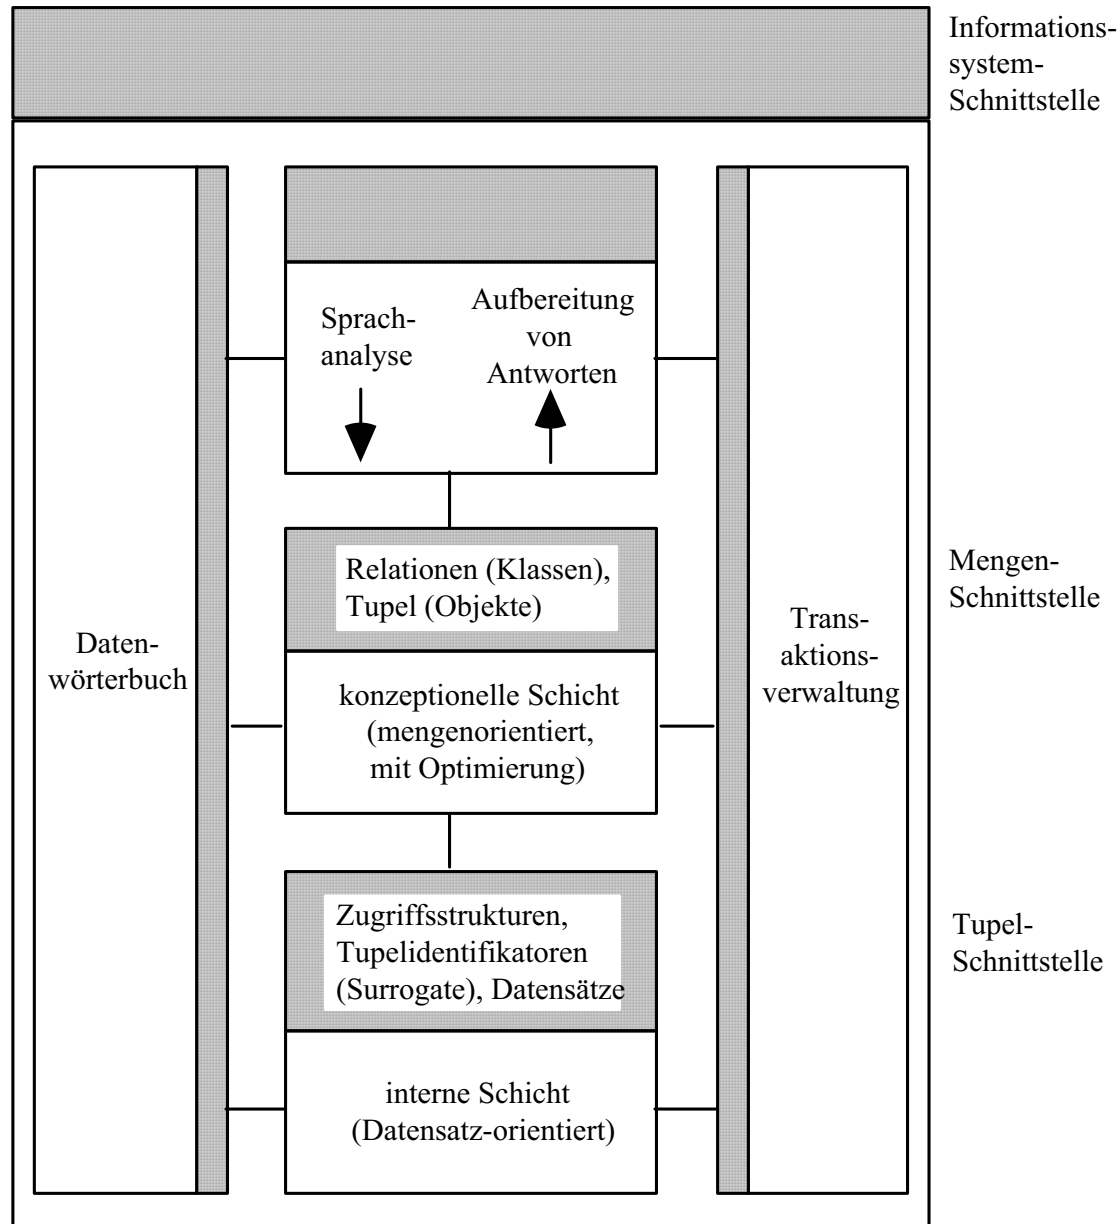 Informations-
system-
Schnittstelle
Sprach-
analyse
Aufbereitung
von
Antworten
Relationen (Klassen),
Tupel (Objekte)
Mengen-
Schnittstelle
Daten-
wörterbuch
konzeptionelle Schicht
(mengenorientiert,
mit Optimierung)
Trans-
aktions-
verwaltung
Zugriffsstrukturen,
Tupelidentifikatoren
(Surrogate), Datensätze
Tupel-
Schnittstelle
interne Schicht
(Datensatz-orientiert)